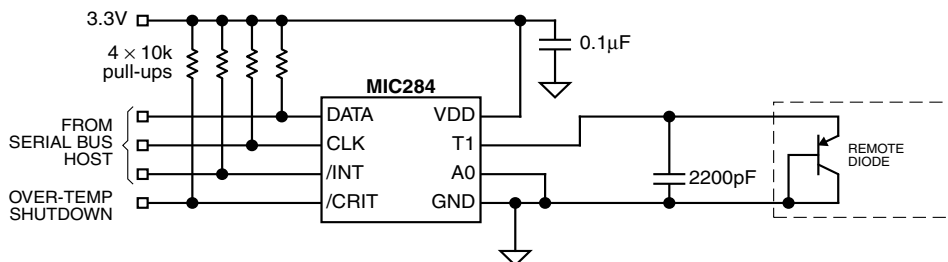 3.3V
0.1µF
4 × 10k
pull-ups
MIC284
FROM
SERIAL BUS
HOST
DATA
VDD
CLK
T1
/INT
A0
/CRIT
GND
2200pF
REMOTE
DIODE
OVER-TEMP
SHUTDOWN